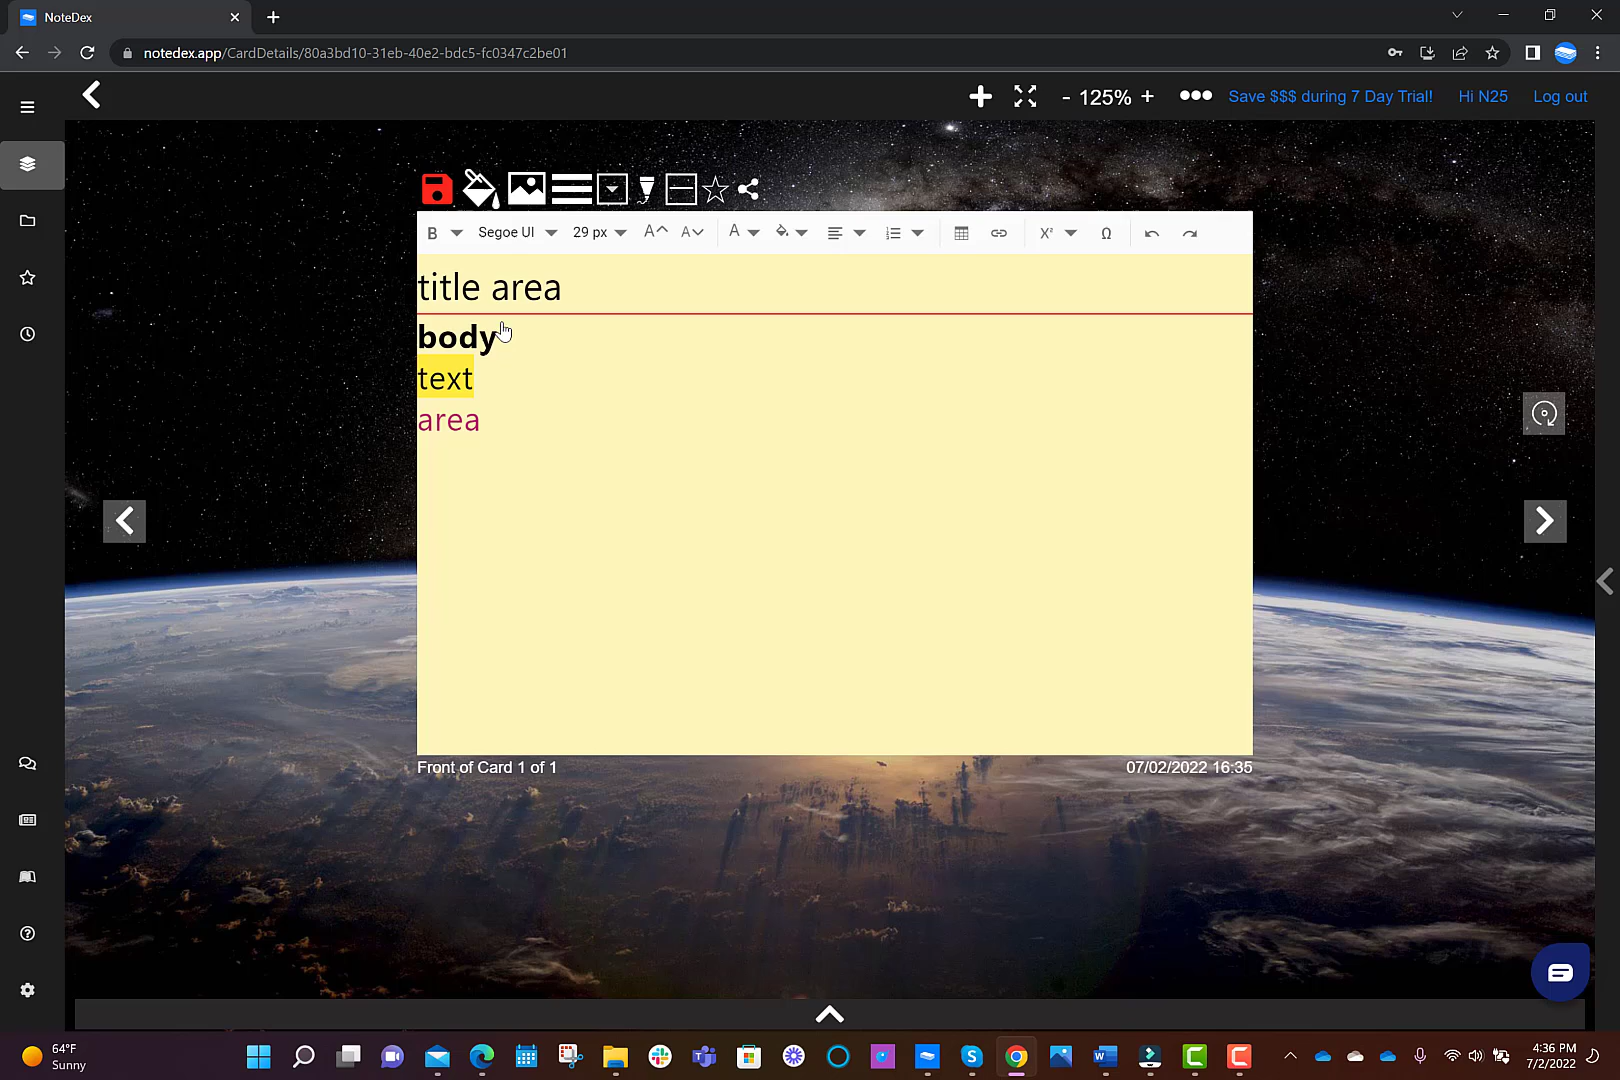 NoteDex
notedex.app/CardDetails/80a3bd10-31eb-40e2-bdc5-fc0347c2be01
- 125% +
Save $$$ during 7 Day Trial!
Hi N25
Log out
B
Segoe UI
29 px
A
A
A
X²
Ω
title area
body
text
area
Front of Card 1 of 1
07/02/2022 16:35
64°F
Sunny
4:36 PM
7/2/2022